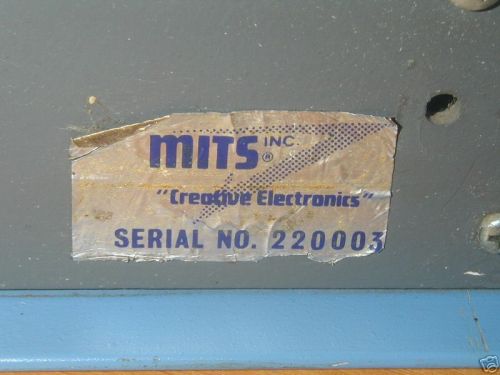 MITS INC.
®
"Creative Electronics"
SERIAL NO. 220003